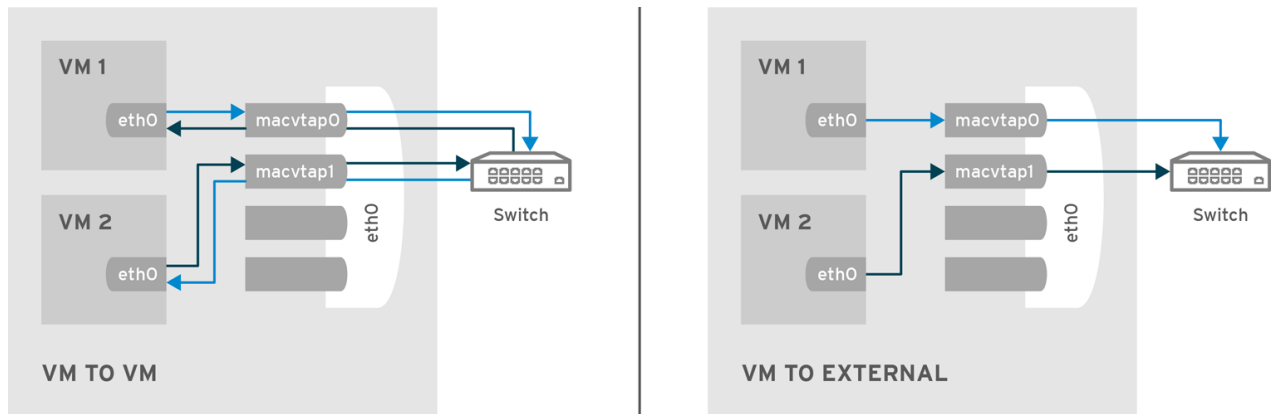 VM 1
eth0
macvtap0
macvtap1
VM 2
eth0
eth0
Switch
VM TO VM
VM 1
eth0
macvtap0
macvtap1
VM 2
eth0
eth0
Switch
VM TO EXTERNAL